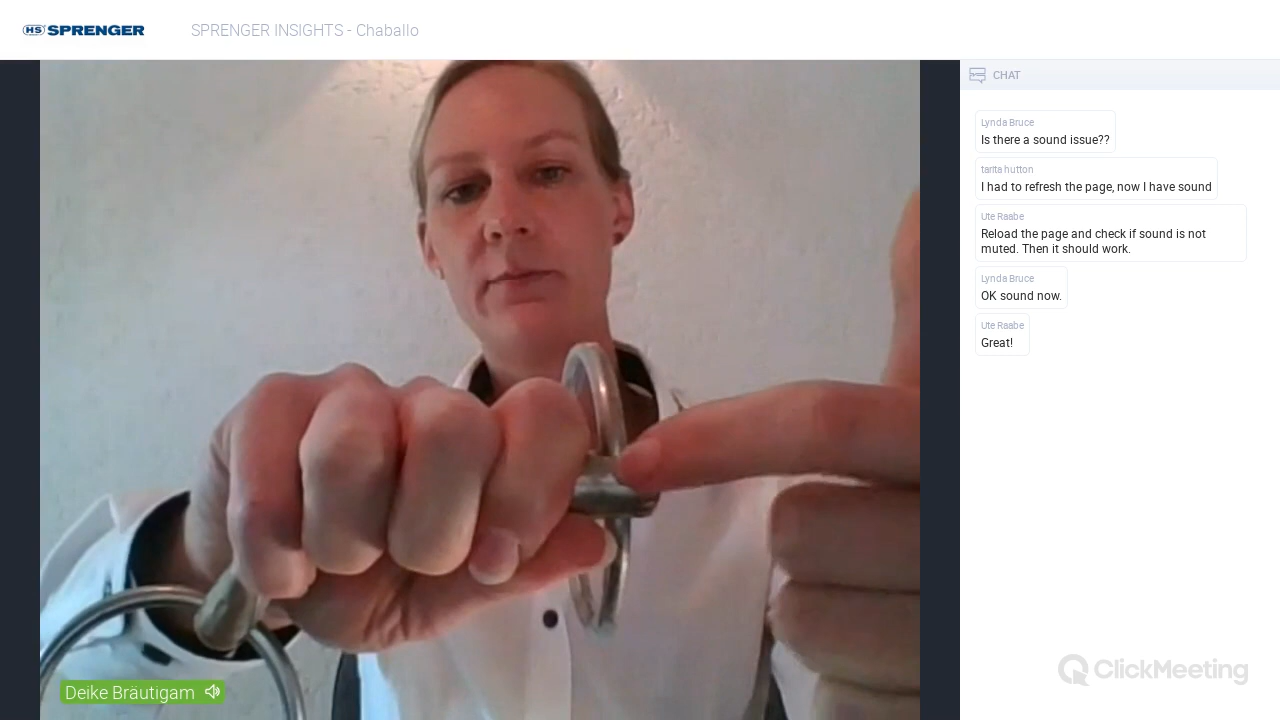 HS SPRENGER
SPRENGER INSIGHTS - Chaballo
CHAT
Lynda Bruce
Is there a sound issue??
tarita hutton
I had to refresh the page, now I have sound
Ute Raabe
Reload the page and check if sound is not
muted. Then it should work.
Lynda Bruce
OK sound now.
Ute Raabe
Great!
Deike Bräutigam
ClickMeeting